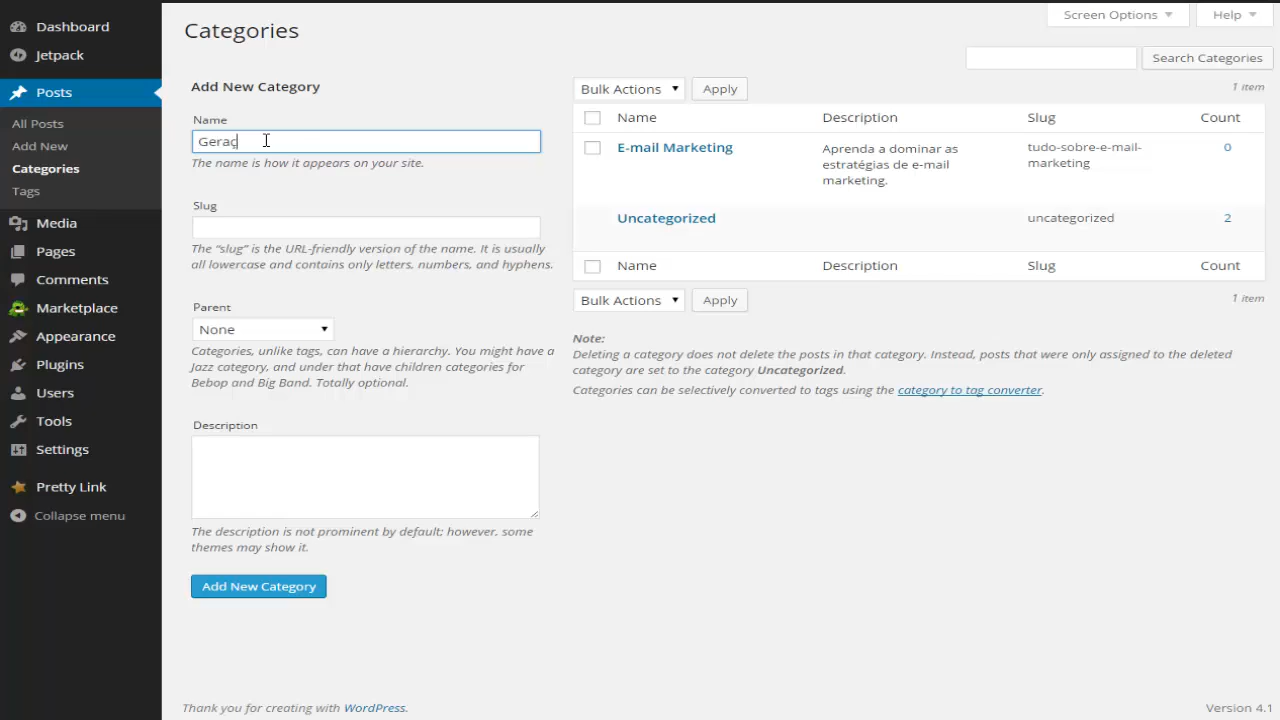 Dashboard
Jetpack
Posts
All Posts
Add New
Categories
Tags
Media
Pages
Comments
Marketplace
Appearance
Plugins
Users
Tools
Settings
Pretty Link
Collapse menu
Screen Options
Help
Categories
Search Categories
Add New Category
Name
Geraç
The name is how it appears on your site.
Slug
The “slug” is the URL-friendly version of the name. It is usually
all lowercase and contains only letters, numbers, and hyphens.
Parent
None
Categories, unlike tags, can have a hierarchy. You might have a
Jazz category, and under that have children categories for
Bebop and Big Band. Totally optional.
Description
The description is not prominent by default; however, some
themes may show it.
Add New Category
Bulk Actions Apply 1 item
Name Description Slug Count
E-mail Marketing Aprenda a dominar as tudo-sobre-e-mail- 0
estratégias de e-mail marketing
marketing.
Uncategorized uncategorized 2
Name Description Slug Count
Bulk Actions Apply 1 item
Note:
Deleting a category does not delete the posts in that category. Instead, posts that were only assigned to the deleted
category are set to the category Uncategorized.
Categories can be selectively converted to tags using the category to tag converter.
Thank you for creating with WordPress. Version 4.1